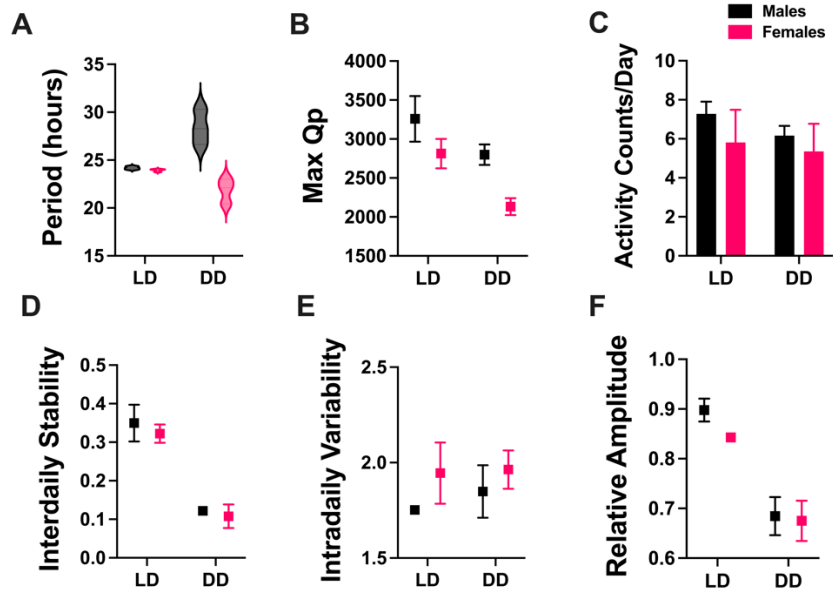 Males
Females
A
Period (hours)
35
30
25
20
15
LD
DD
B
Max Qp
4000
3500
3000
2500
2000
1500
LD
DD
C
Activity Counts/Day
10
8
6
4
2
0
LD
DD
D
Interdaily Stability
0.5
0.4
0.3
0.2
0.1
0.0
LD
DD
E
Intradaily Variability
2.5
2.0
1.5
LD
DD
F
Relative Amplitude
1.0
0.9
0.8
0.7
0.6
LD
DD